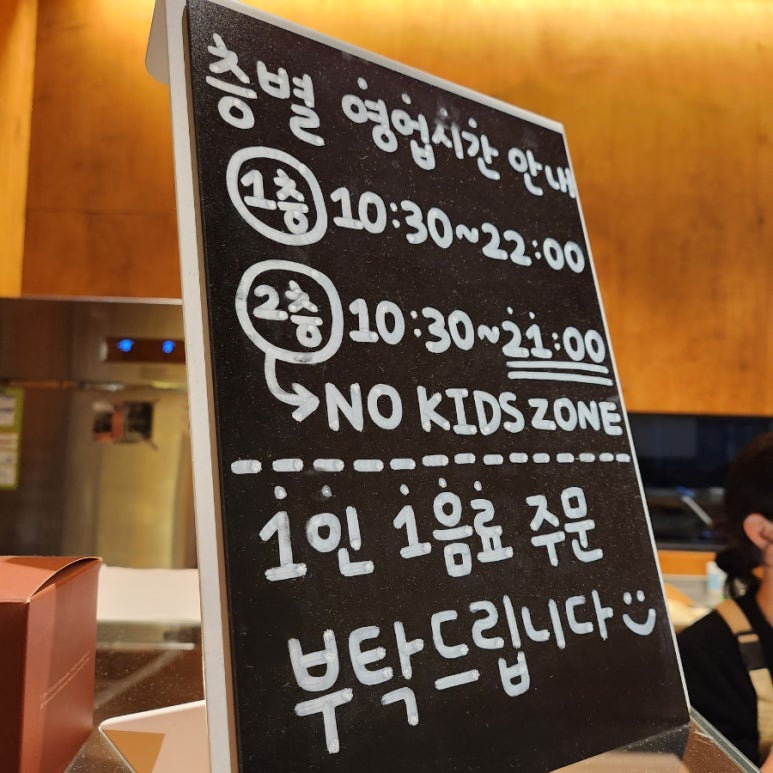 층별 영업시간 안내
1층 10:30~22:00
2층 10:30~21:00
NO KIDS ZONE
1인 1음료 주문
부탁드립니다